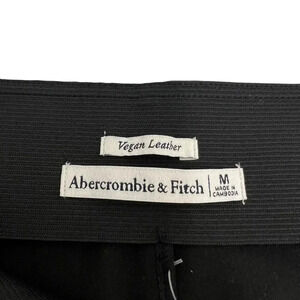 Vegan Leather
Abercrombie & Fitch
M
MADE IN
CAMBODIA